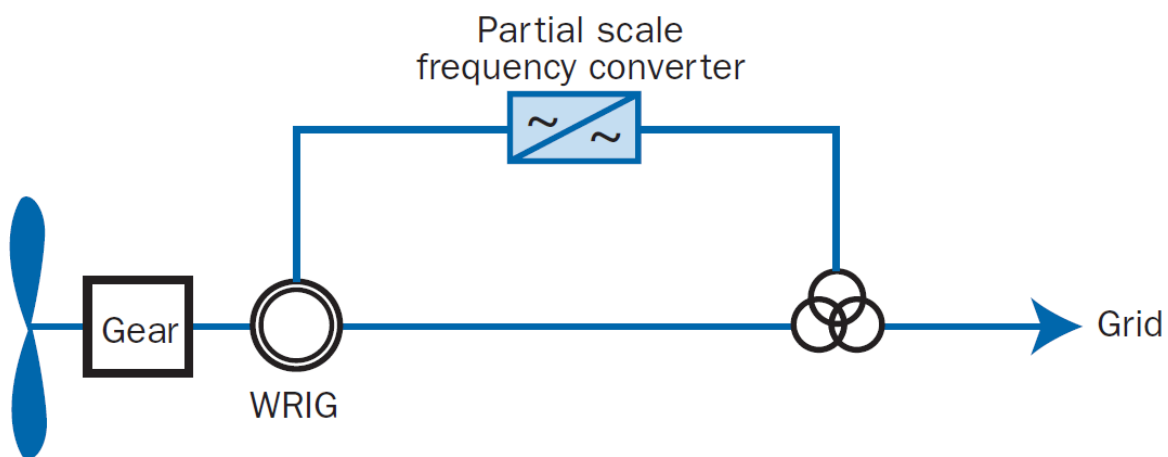 Partial scale
frequency converter
~
~
Gear
Grid
WRIG